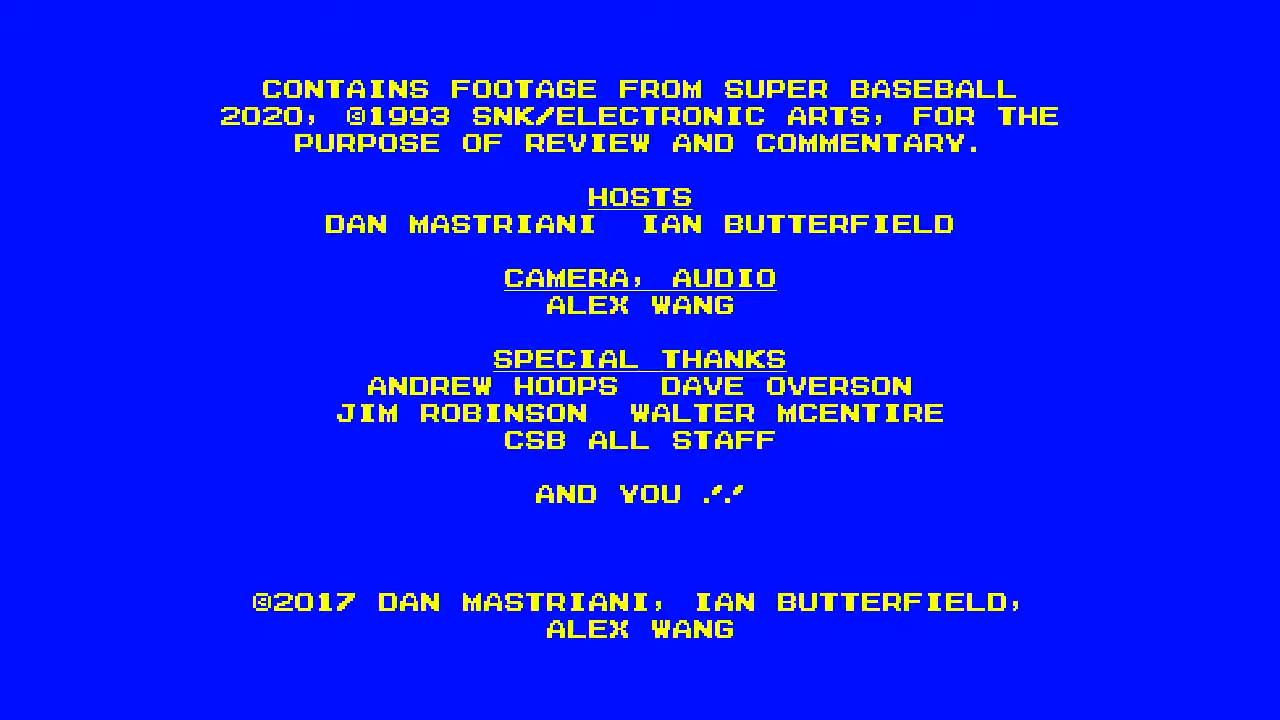 CONTAINS FOOTAGE FROM SUPER BASEBALL
2020, ©1993 SNK/ELECTRONIC ARTS, FOR THE
PURPOSE OF REVIEW AND COMMENTARY.
HOSTS
DAN MASTRIANI IAN BUTTERFIELD
CAMERA, AUDIO
ALEX WANG
SPECIAL THANKS
ANDREW HOOPS DAVE OVERSON
JIM ROBINSON WALTER MCENTIRE
CSB ALL STAFF
AND YOU !!
©2017 DAN MASTRIANI, IAN BUTTERFIELD,
ALEX WANG